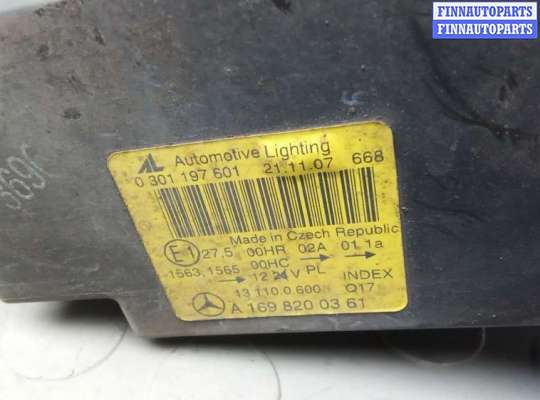 FINNAUTOPARTS
FINNAUTOPARTS
AL Automotive Lighting
0 301 197 601 21.11.07 668
Made in Czech Republic
E1 27,5 00HR 02A 01 1a
1563,1565 00HC
12 24V PL INDEX
13 110 0 600 Q17
A 169 820 03 61